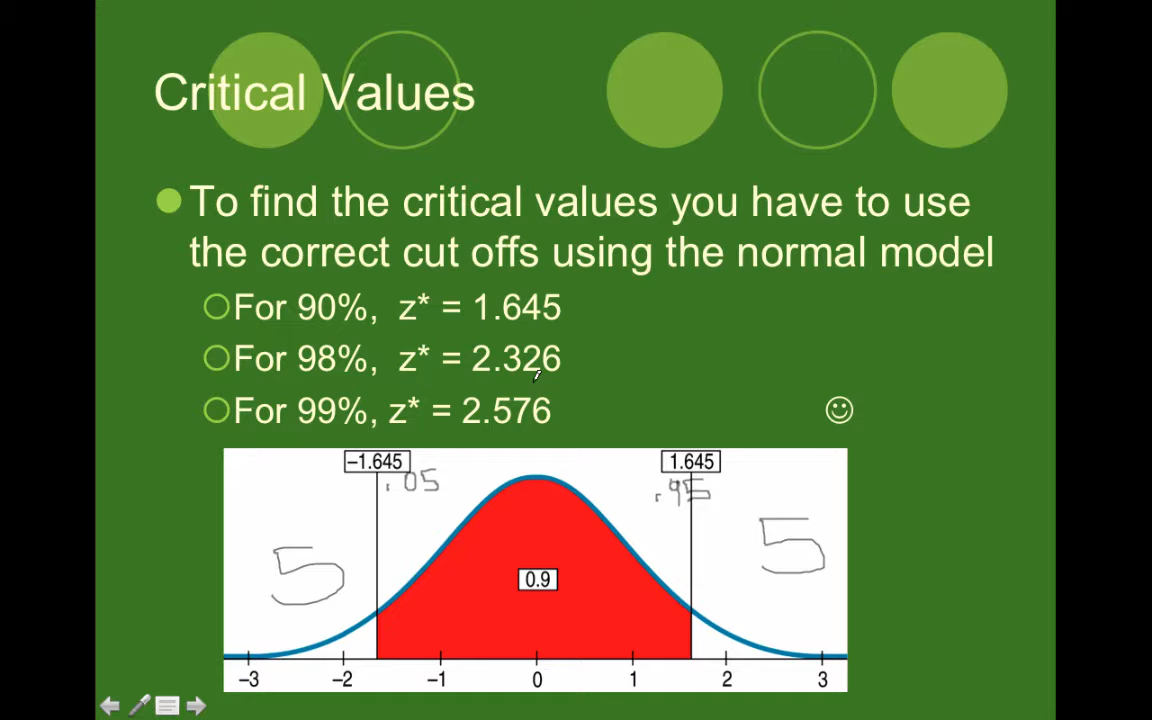 Critical Values
To find the critical values you have to use
the correct cut offs using the normal model
For 90%, z* = 1.645
For 98%, z* = 2.326
For 99%, z* = 2.576
–1.645 1.645
.05 .95
5 5
0.9
–3 –2 –1 0 1 2 3